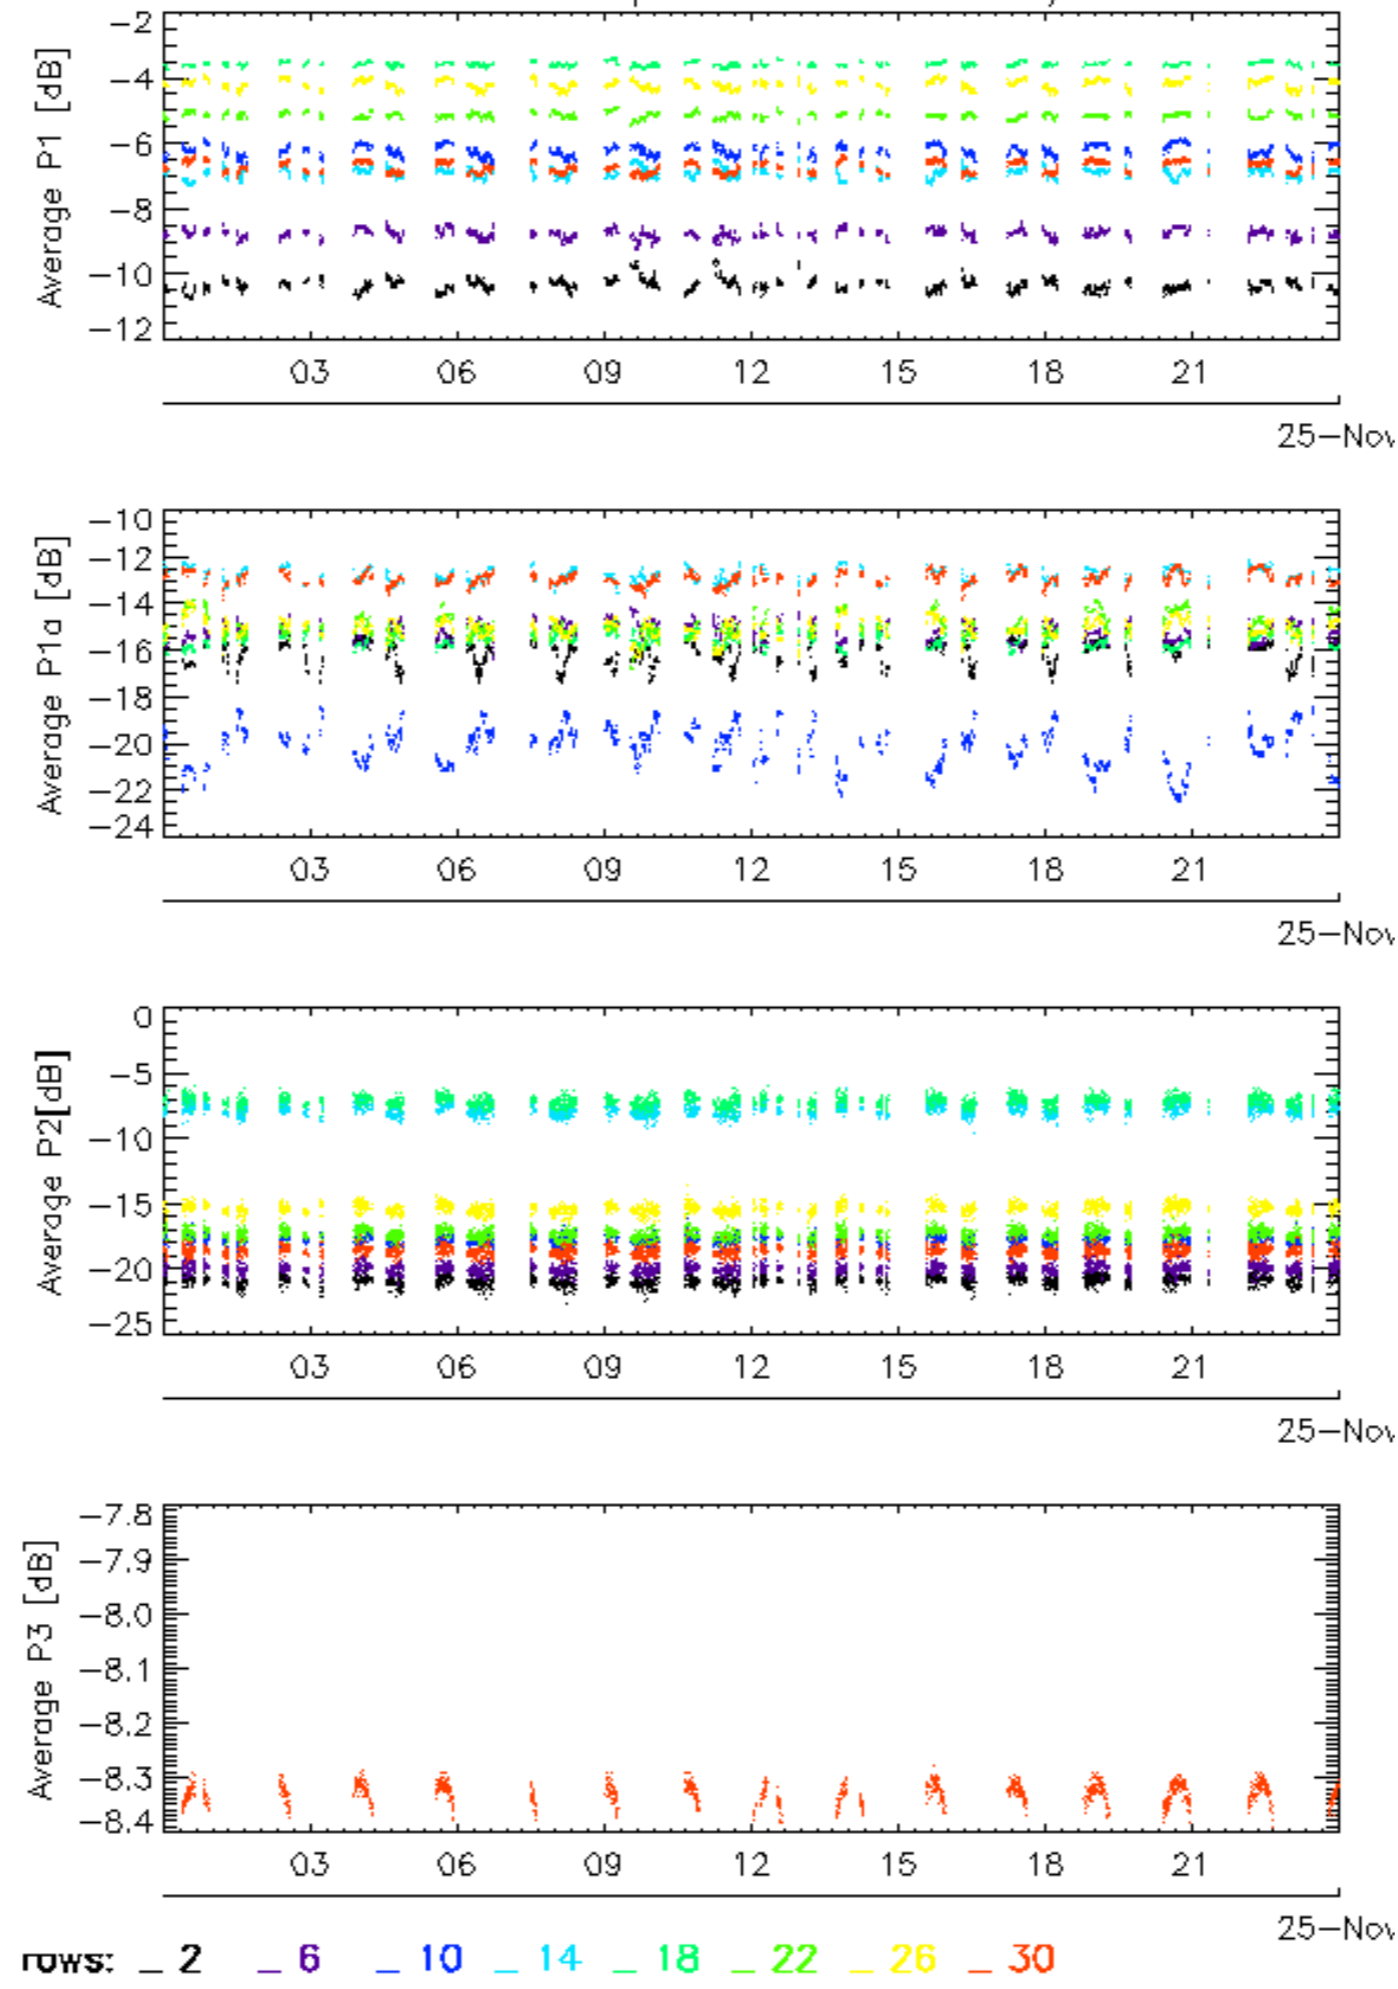 Average P1 [dB]
−2
−4
−6
−8
−10
−12
03 06 09 12 15 18 21
25−Nov
Average P1a [dB]
−10
−12
−14
−16
−18
−20
−22
−24
03 06 09 12 15 18 21
25−Nov
Average P2[dB]
0
−5
−10
−15
−20
−25
03 06 09 12 15 18 21
25−Nov
Average P3 [dB]
−7.8
−7.9
−8.0
−8.1
−8.2
−8.3
−8.4
03 06 09 12 15 18 21
25−Nov
rows: _ 2 _ 6 _ 10 _ 14 _ 18 _ 22 _ 26 _ 30